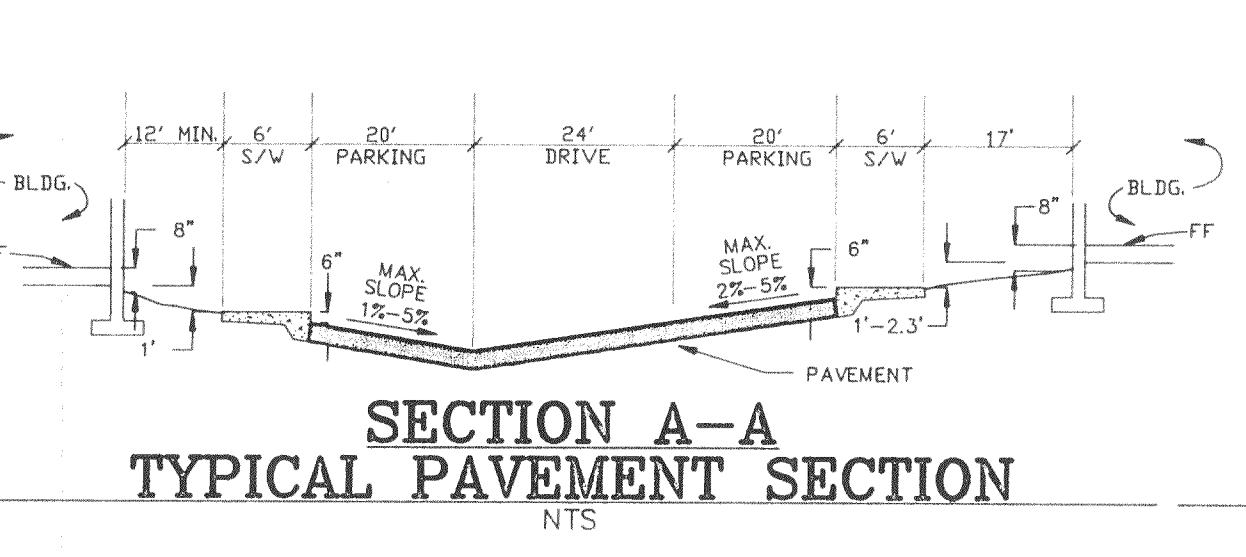 12' MIN.
6'
S/W
20'
PARKING
24'
DRIVE
20'
PARKING
6'
S/W
17'
BLDG.
BLDG.
8"
8"
FF
6"
MAX.
SLOPE
1%-5%
MAX.
SLOPE
2%-5%
6"
1'
1'-2.3'
PAVEMENT
SECTION A-A
TYPICAL PAVEMENT SECTION
NTS